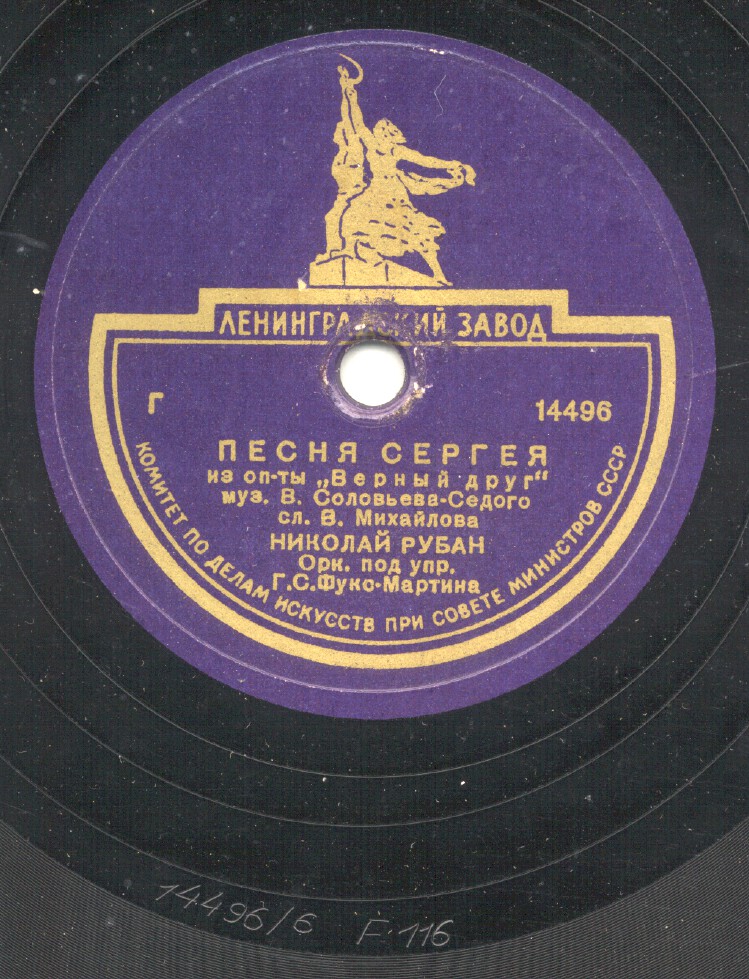 ЛЕНИНГРАДСКИЙ ЗАВОД
Г 14496
ПЕСНЯ СЕРГЕЯ
из оп-ты „Верный друг“
муз. В. Соловьева-Седого
сл. В. Михайлова
НИКОЛАЙ РУБАН
Орк. под упр.
Г.С.Фукс-Мартина
КОМИТЕТ ПО ДЕЛАМ ИСКУССТВ ПРИ СОВЕТЕ МИНИСТРОВ СССР
14496/6 F·116